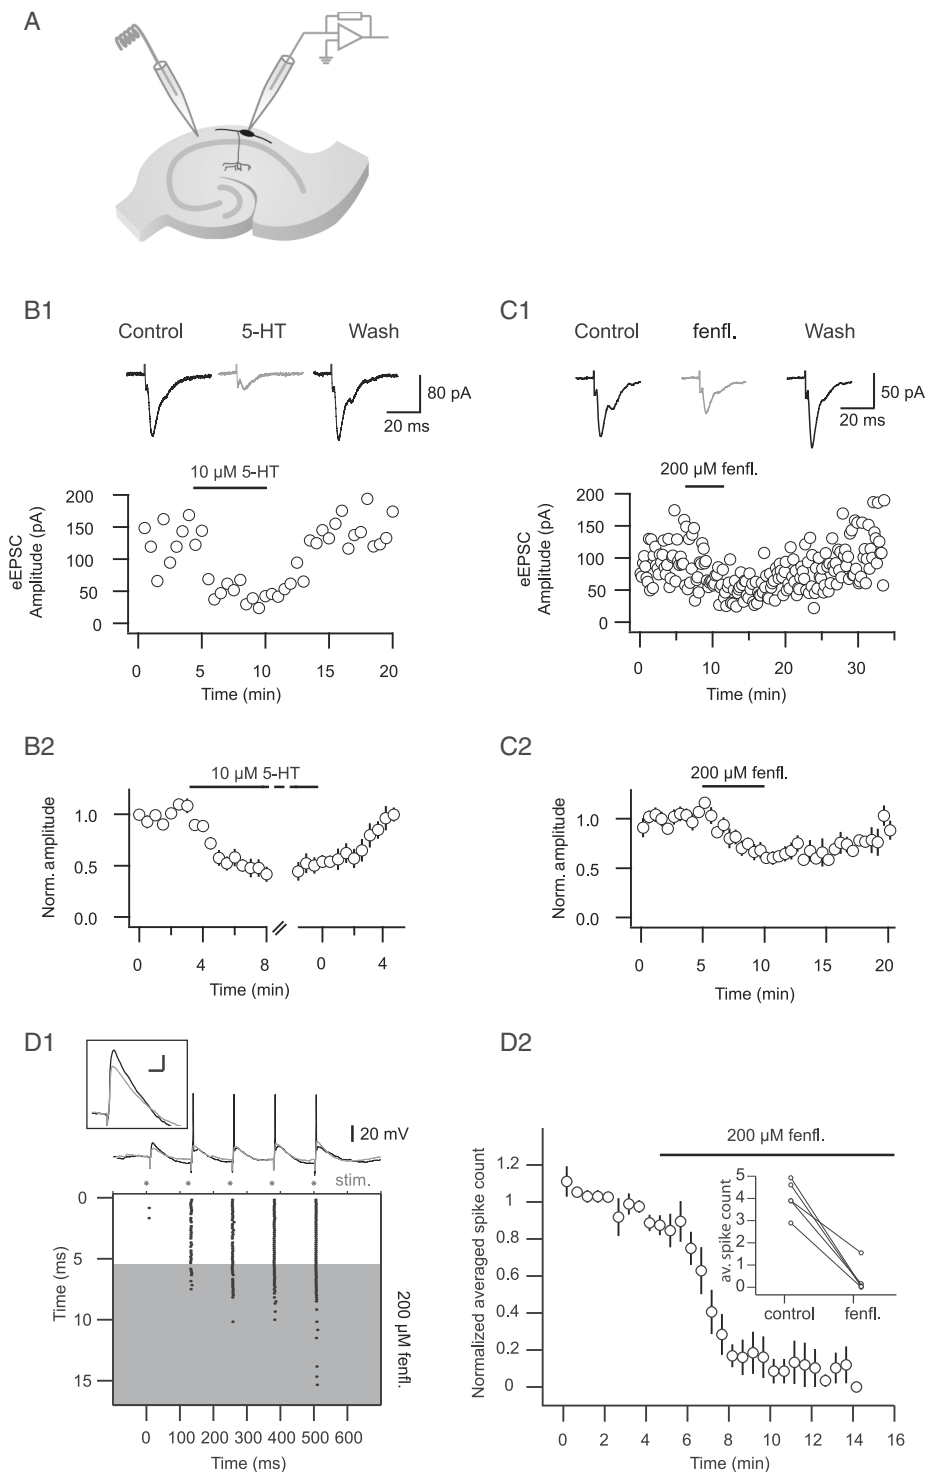 A
B1
Control 5-HT Wash
80 pA
20 ms
10 µM 5-HT
200
150
100
50
0
eEPSC
Amplitude (pA)
0 5 10 15 20
Time (min)
C1
Control fenfl. Wash
50 pA
20 ms
200 µM fenfl.
200
150
100
50
0
eEPSC
Amplitude (pA)
0 10 20 30
Time (min)
B2
10 µM 5-HT
1.0
0.5
0.0
Norm. amplitude
0 4 8 0 4
Time (min)
C2
200 µM fenfl.
1.0
0.5
0.0
Norm. amplitude
0 5 10 15 20
Time (min)
D1
20 mV
stim.
0
5
10
15
Time (ms)
200 µM fenfl.
0 100 200 300 400 500 600
Time (ms)
D2
200 µM fenfl.
1.2
1
0.8
0.6
0.4
0.2
0
Normalized averaged spike count
5
4
3
2
1
0
av. spike count
control fenfl.
0 2 4 6 8 10 12 14 16
Time (min)